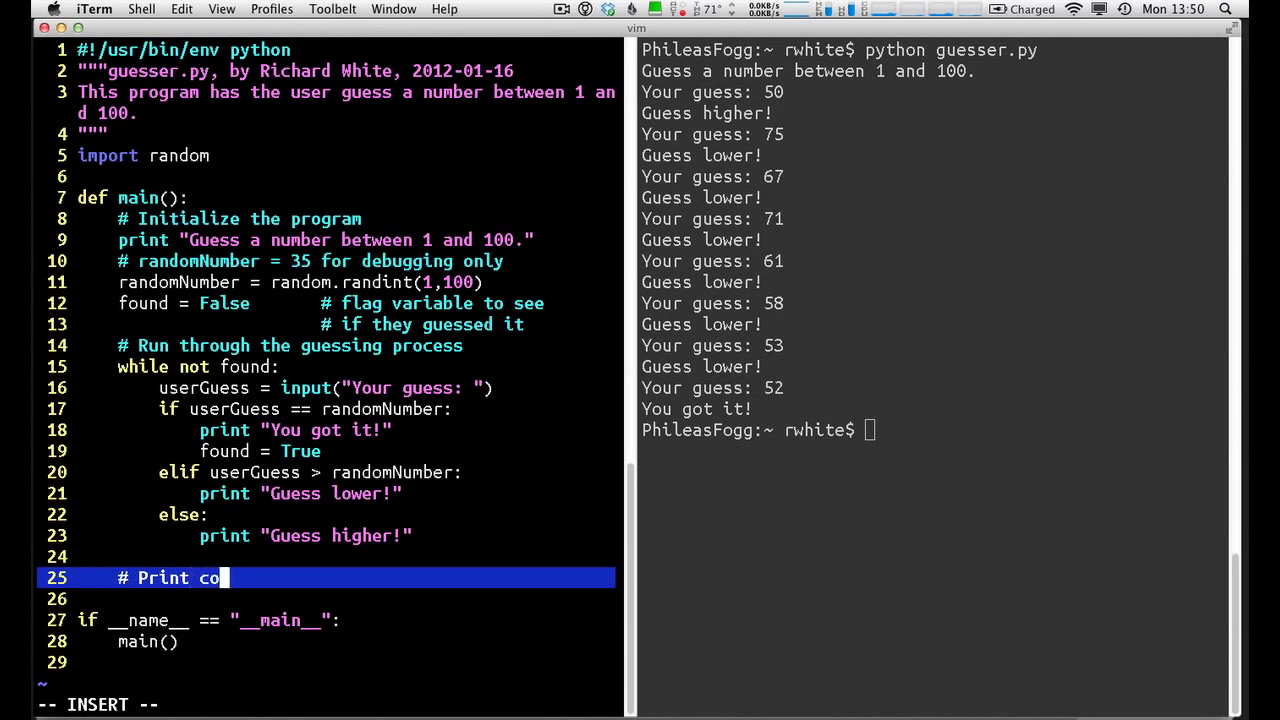 iTerm Shell Edit View Profiles Toolbelt Window Help 71° 0.0KB/s 0.0KB/s Charged Mon 13:50
vim
1 #!/usr/bin/env python
2 """guesser.py, by Richard White, 2012-01-16
3 This program has the user guess a number between 1 an
d 100.
4 """
5 import random
6
7 def main():
8 # Initialize the program
9 print "Guess a number between 1 and 100."
10 # randomNumber = 35 for debugging only
11 randomNumber = random.randint(1,100)
12 found = False # flag variable to see
13 # if they guessed it
14 # Run through the guessing process
15 while not found:
16 userGuess = input("Your guess: ")
17 if userGuess == randomNumber:
18 print "You got it!"
19 found = True
20 elif userGuess > randomNumber:
21 print "Guess lower!"
22 else:
23 print "Guess higher!"
24
25 # Print co
26
27 if __name__ == "__main__":
28 main()
29
~
-- INSERT --
PhileasFogg:~ rwhite$ python guesser.py
Guess a number between 1 and 100.
Your guess: 50
Guess higher!
Your guess: 75
Guess lower!
Your guess: 67
Guess lower!
Your guess: 71
Guess lower!
Your guess: 61
Guess lower!
Your guess: 58
Guess lower!
Your guess: 53
Guess lower!
Your guess: 52
You got it!
PhileasFogg:~ rwhite$